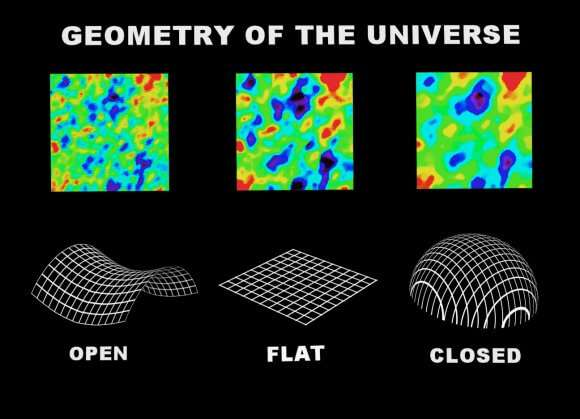 GEOMETRY OF THE UNIVERSE
OPEN
FLAT
CLOSED